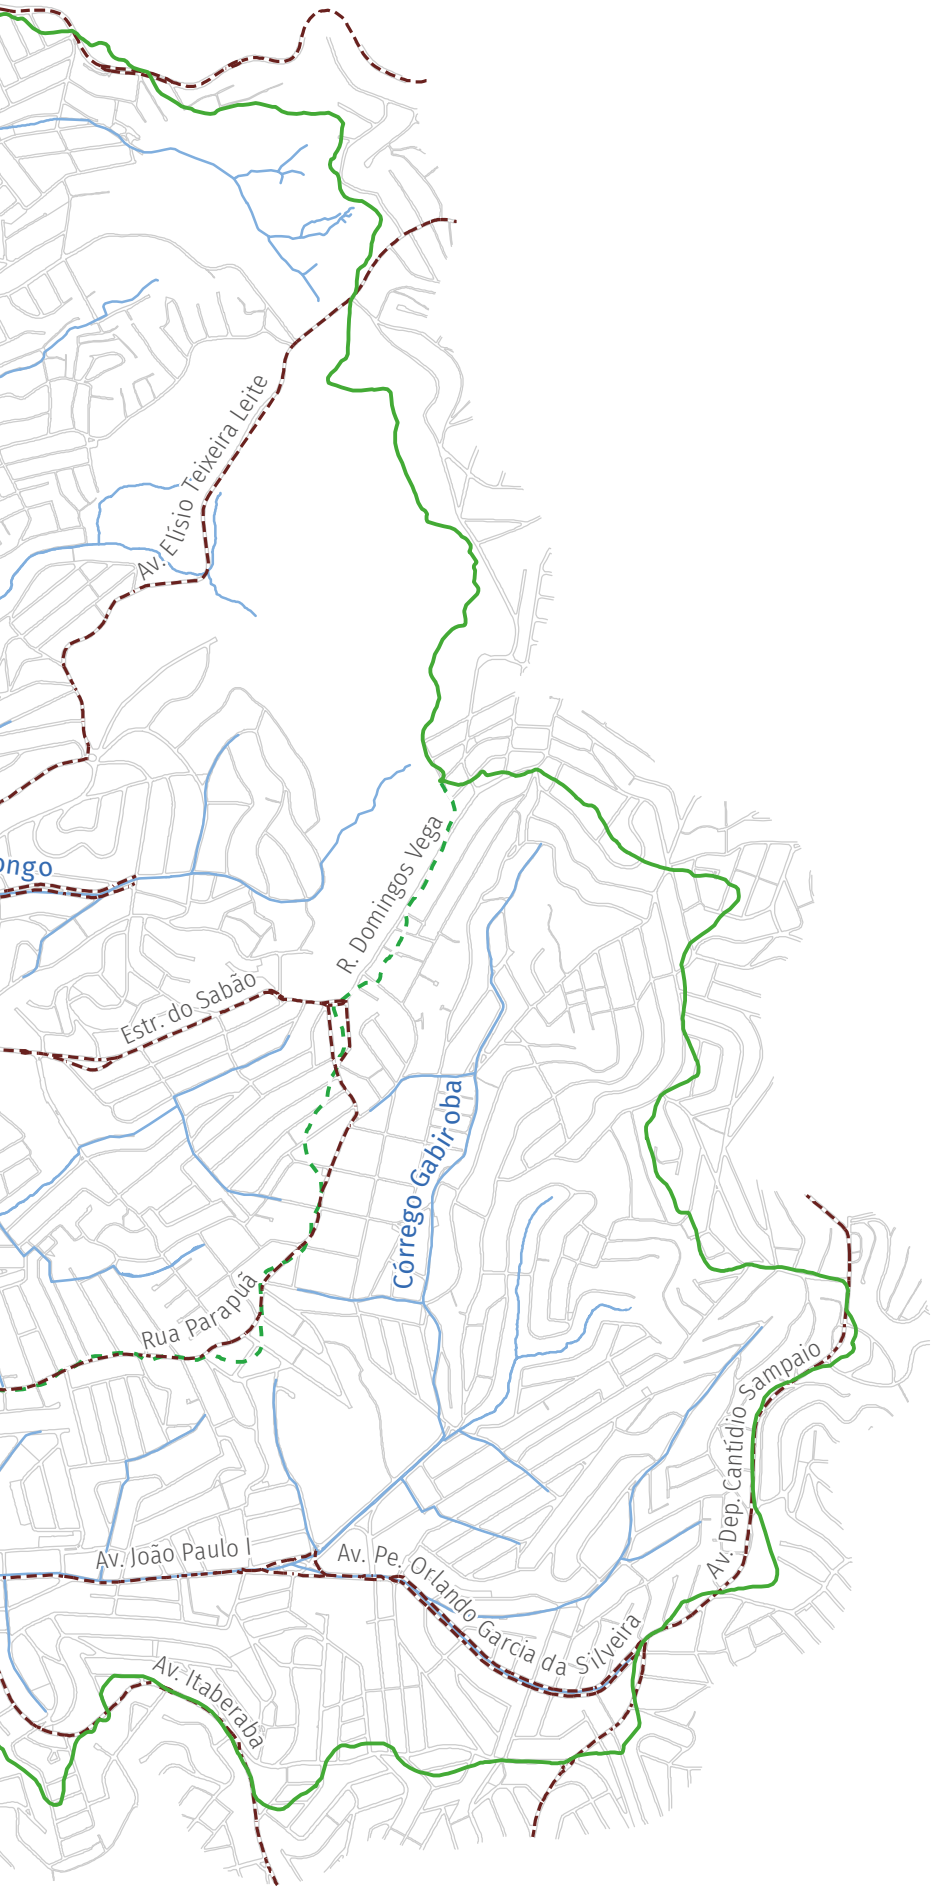 Av. Elísio Teixeira Leite
ongo
R. Domingos Vega
Estr. do Sabão
Córrego Gabiroba
Rua Parapuã
Av. Dep. Cantídio Sampaio
Av. João Paulo I
Av. Pe. Orlando Garcia da Silveira
Av. Itaberaba